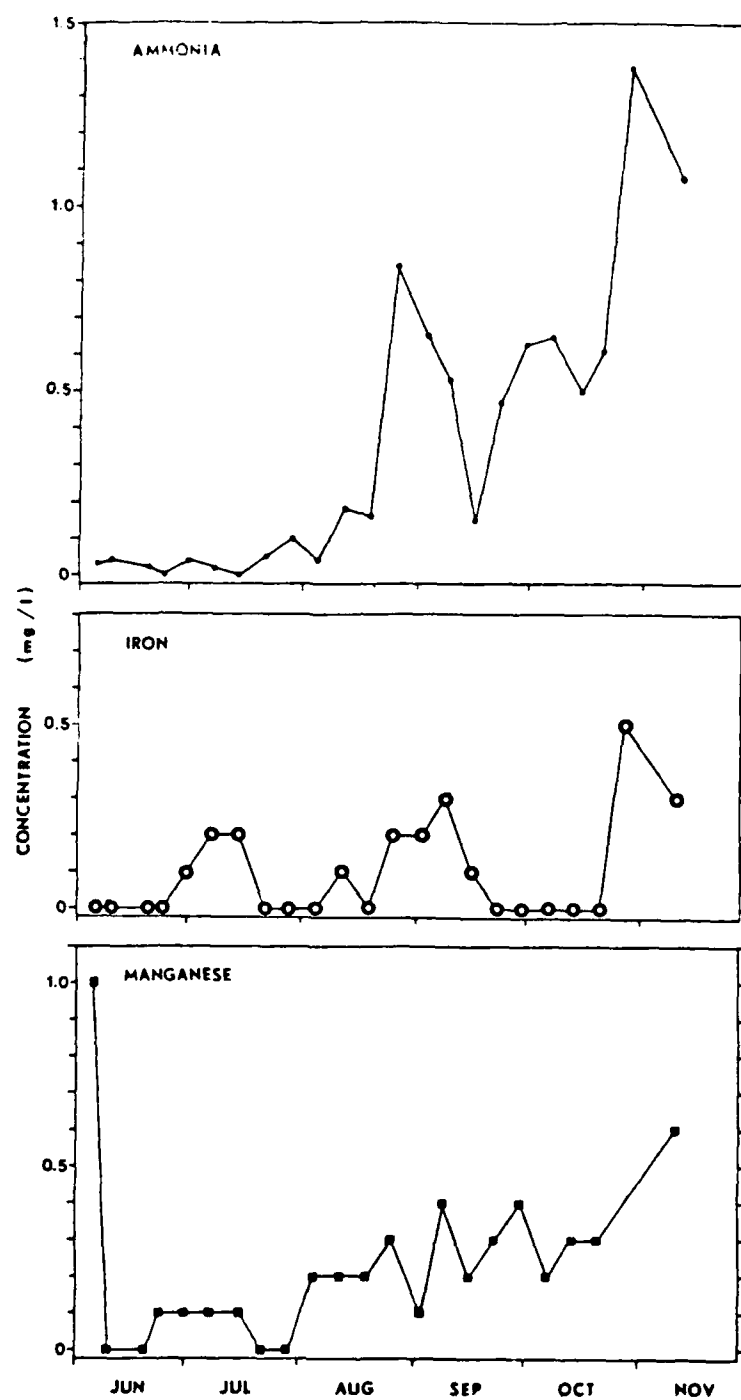 1.5
AMMONIA
1.0
0.5
0
CONCENTRATION (mg/l)
IRON
0.5
0
MANGANESE
1.0
0.5
0
JUN JUL AUG SEP OCT NOV